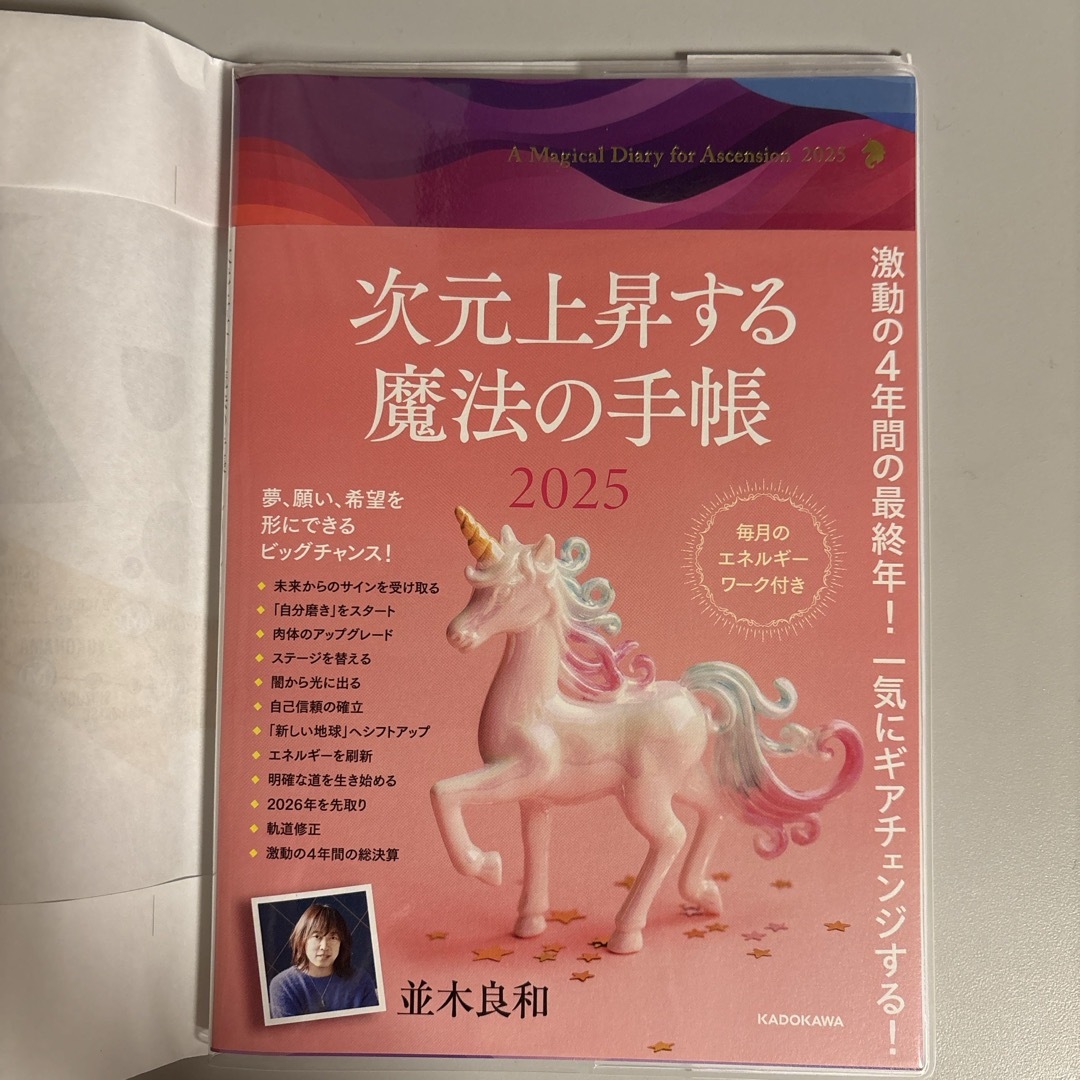 A Magical Diary for Ascension 2025
次元上昇する
魔法の手帳
2025
激動の4年間の最終年！ 一気にギアチェンジする！
夢、願い、希望を
形にできる
ビッグチャンス！
毎月の
エネルギー
ワーク付き
◆ 未来からのサインを受け取る
◆ 「自分磨き」をスタート
◆ 肉体のアップグレード
◆ ステージを替える
◆ 闇から光に出る
◆ 自己信頼の確立
◆ 「新しい地球」へシフトアップ
◆ エネルギーを刷新
◆ 明確な道を生き始める
◆ 2026年を先取り
◆ 軌道修正
◆ 激動の4年間の総決算
並木良和
KADOKAWA